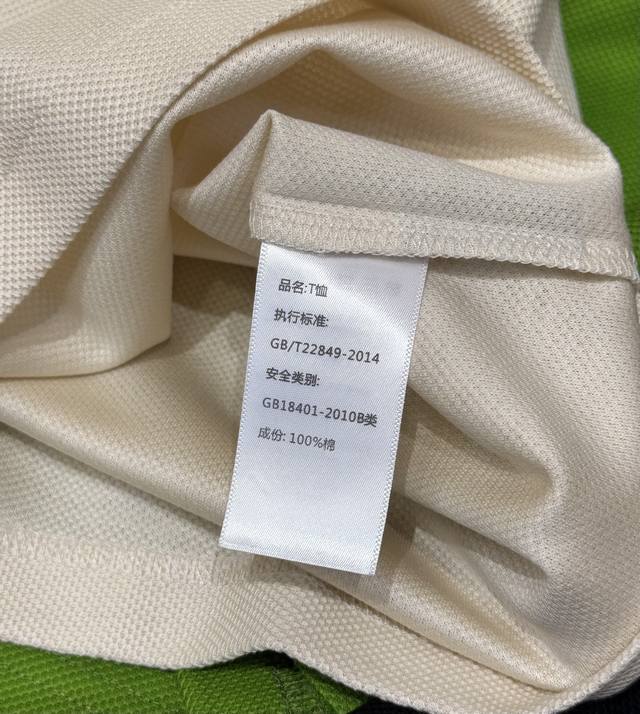 品名:T恤
执行标准:
GB/T22849-2014
安全类别:
GB18401-2010B类
成份: 100%棉